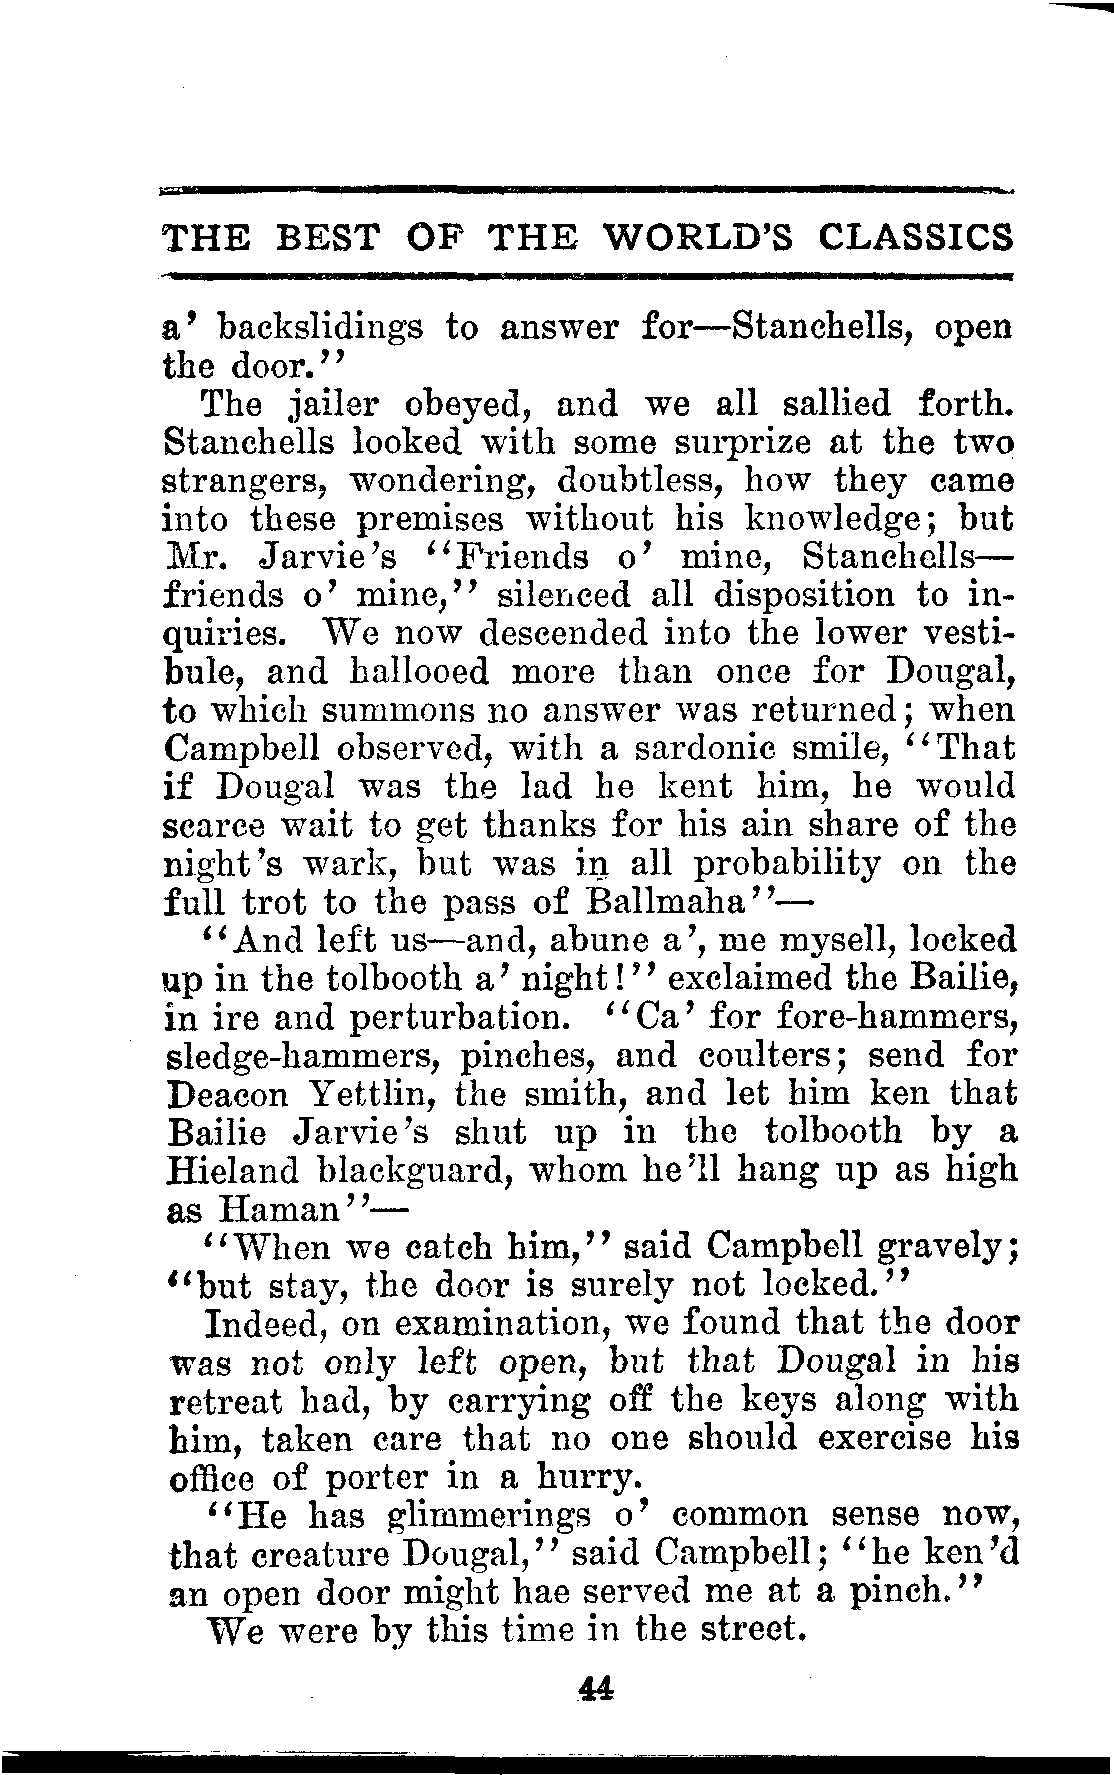 THE BEST OF THE WORLD'S CLASSICS
a' backslidings to answer for—Stanchells, open
the door."
The jailer obeyed, and we all sallied forth.
Stanchells looked with some surprize at the two
strangers, wondering, doubtless, how they came
into these premises without his knowledge; but
Mr. Jarvie's "Friends o' mine, Stanchells—
friends o' mine," silenced all disposition to in-
quiries. We now descended into the lower vesti-
bule, and hallooed more than once for Dougal,
to which summons no answer was returned; when
Campbell observed, with a sardonic smile, "That
if Dougal was the lad he kent him, he would
scarce wait to get thanks for his ain share of the
night's wark, but was in all probability on the
full trot to the pass of Ballmaha"—
"And left us—and, abune a', me mysell, locked
up in the tolbooth a' night!" exclaimed the Bailie,
in ire and perturbation. "Ca' for fore-hammers,
sledge-hammers, pinches, and coulters; send for
Deacon Yettlin, the smith, and let him ken that
Bailie Jarvie's shut up in the tolbooth by a
Hieland blackguard, whom he'll hang up as high
as Haman"—
"When we catch him," said Campbell gravely;
"but stay, the door is surely not locked."
Indeed, on examination, we found that the door
was not only left open, but that Dougal in his
retreat had, by carrying off the keys along with
him, taken care that no one should exercise his
office of porter in a hurry.
"He has glimmerings o' common sense now,
that creature Dougal," said Campbell; "he ken'd
an open door might hae served me at a pinch."
We were by this time in the street.
44